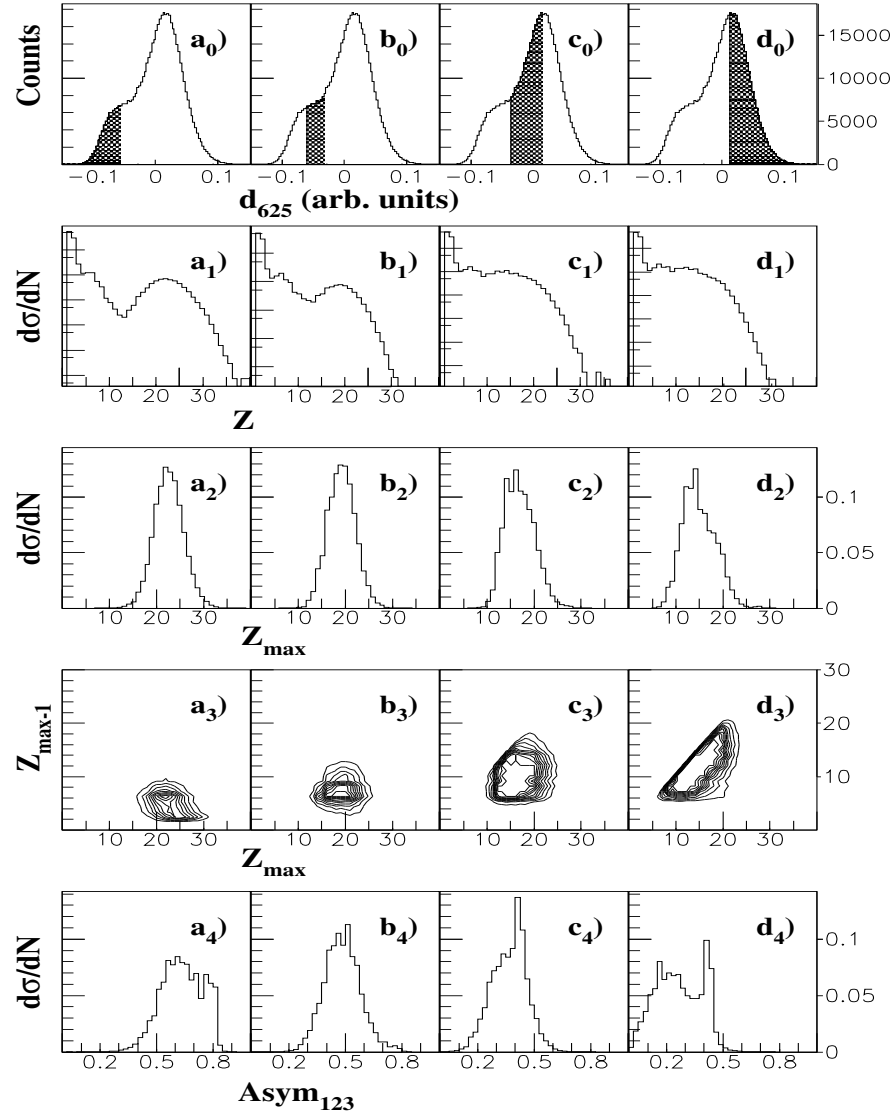 Counts
a0) b0) c0) d0)
15000
10000
5000
0
−0.1 0 0.1 −0.1 0 0.1 −0.1 0 0.1 −0.1 0 0.1
d625 (arb. units)
dσ/dN
a1) b1) c1) d1)
10 20 30 10 20 30 10 20 30 10 20 30
Z
dσ/dN
a2) b2) c2) d2)
0.1
0.05
0
10 20 30 10 20 30 10 20 30 10 20 30
Zmax
Zmax-1
a3) b3) c3) d3)
30
20
10
10 20 30 10 20 30 10 20 30 10 20 30
Zmax
dσ/dN
a4) b4) c4) d4)
0.1
0.05
0
0.2 0.5 0.8 0.2 0.5 0.8 0.2 0.5 0.8 0.2 0.5 0.8
Asym123